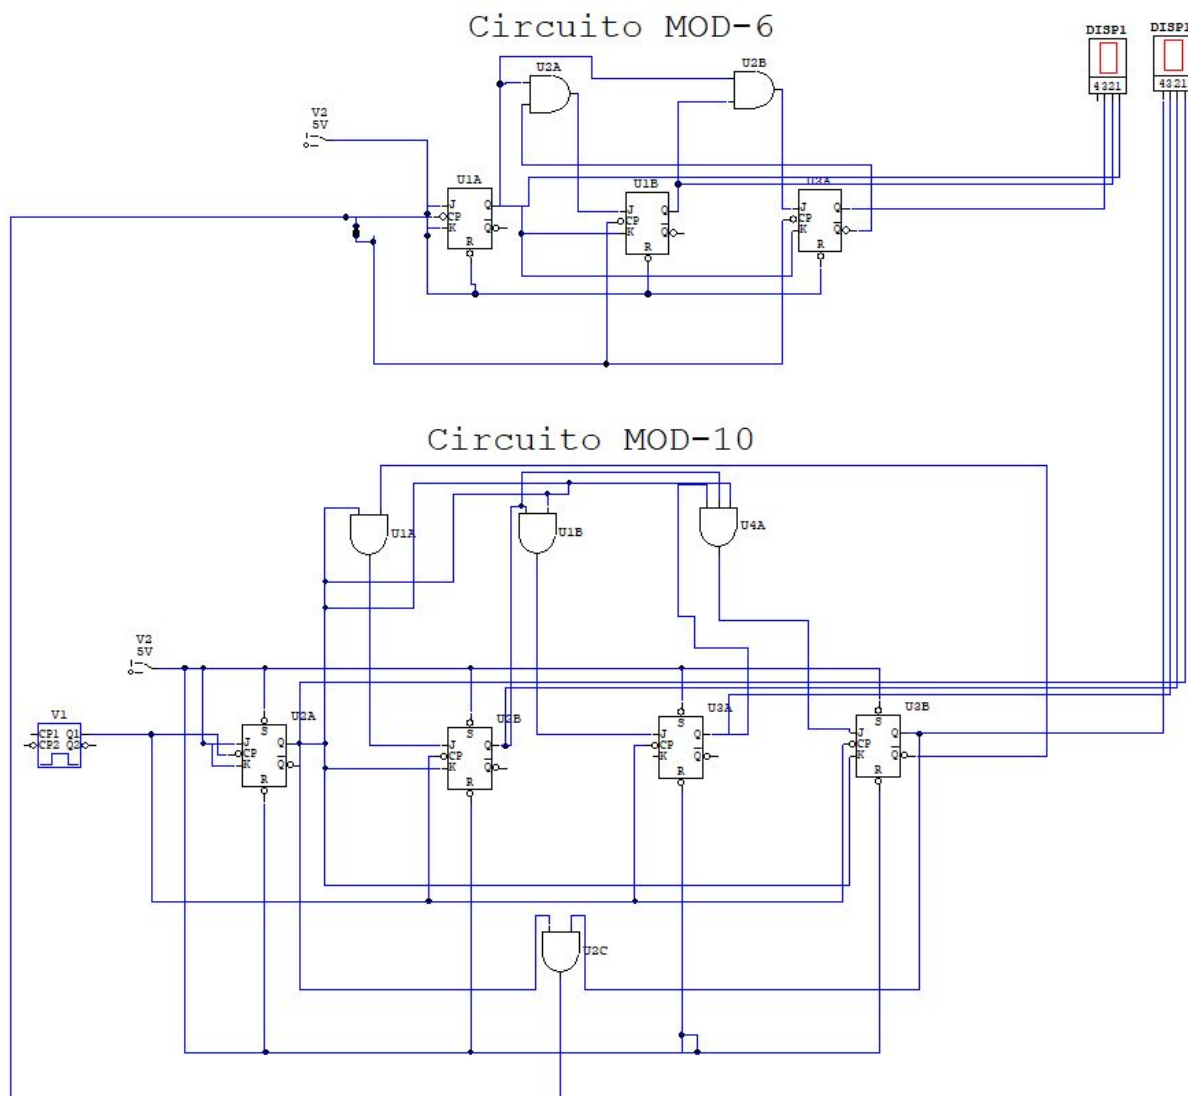 Circuito MOD-6
DISP1 DISP1
4321 4321
U2A U2B
V2
5V
U1A U1B U3A
J Q J Q J Q
CP CP CP
K Q K Q K Q
R R R
Circuito MOD-10
U1A U1B U4A
V2
5V
V1
CP1 Q1
CP2 Q2
U2A U2B U3A U3B
S S S S
J Q J Q J Q J Q
CP CP CP CP
K Q K Q K Q K Q
R R R R
U2C